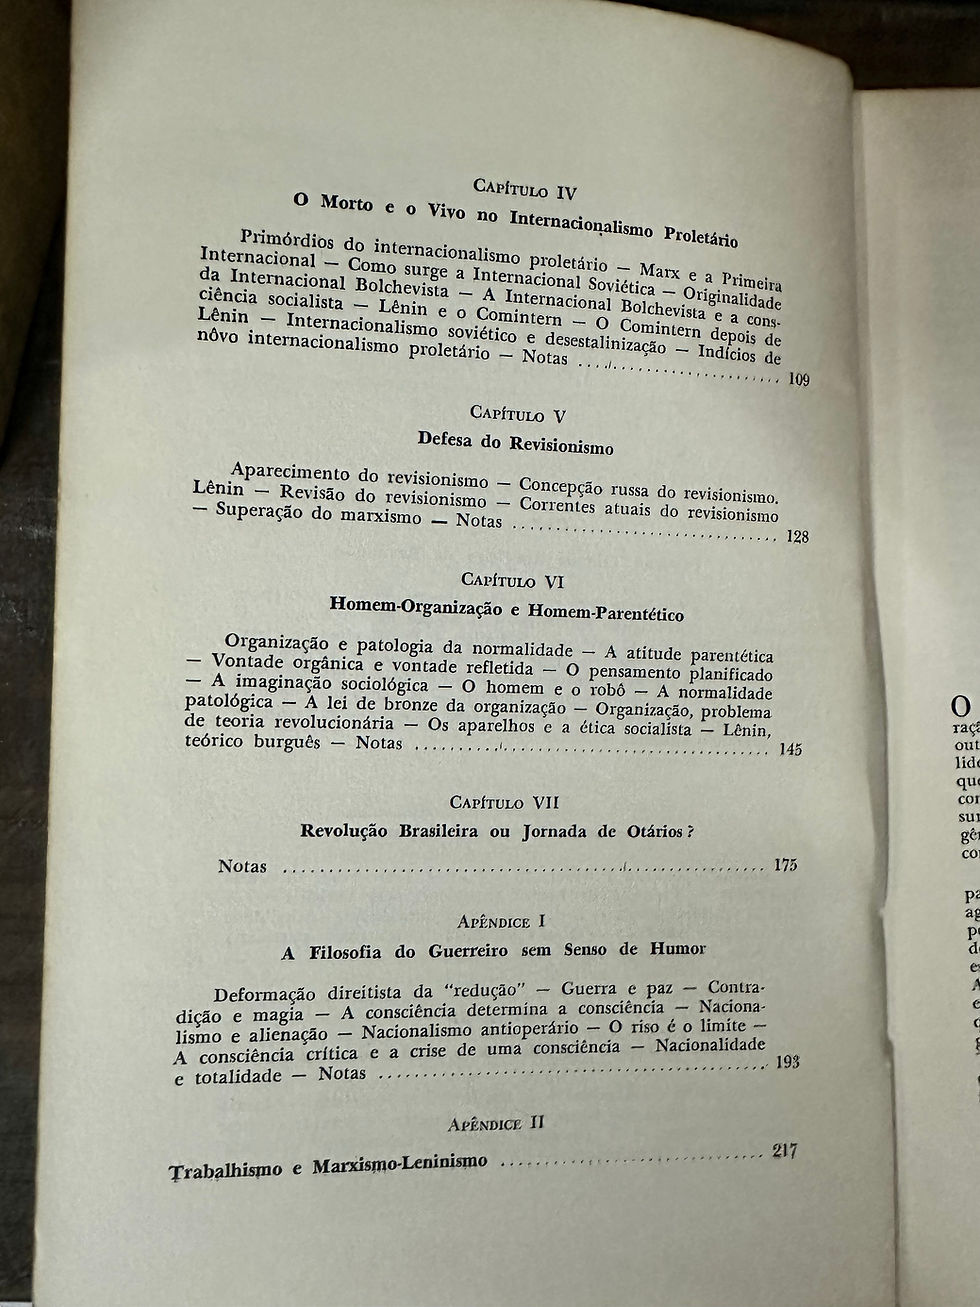 Capítulo IV
O Morto e o Vivo no Internacionalismo Proletário
Primórdios do internacionalismo proletário — Marx e a Primeira
Internacional — Como surge a Internacional Soviética — Originalidade
da Internacional Bolchevista — A Internacional Bolchevista e a cons-
ciência socialista — Lênin e o Comintern — O Comintern depois de
Lênin — Internacionalismo soviético e desestalinização — Indícios de
nôvo internacionalismo proletário — Notas .............................. 109
Capítulo V
Defesa do Revisionismo
Aparecimento do revisionismo — Concepção russa do revisionismo.
Lênin — Revisão do revisionismo — Correntes atuais do revisionismo
— Superação do marxismo — Notas .............................. 128
Capítulo VI
Homem-Organização e Homem-Parentético
Organização e patologia da normalidade — A atitude parentética
— Vontade orgânica e vontade refletida — O pensamento planificado
— A imaginação sociológica — O homem e o robô — A normalidade
patológica — A lei de bronze da organização — Organização, problema
de teoria revolucionária — Os aparelhos e a ética socialista — Lênin,
teórico burguês — Notas .............................. 145
Capítulo VII
Revolução Brasileira ou Jornada de Otários?
Notas .............................. 175
Apêndice I
A Filosofia do Guerreiro sem Senso de Humor
Deformação direitista da "redução" — Guerra e paz — Contra-
dição e magia — A consciência determina a consciência — Naciona-
lismo e alienação — Nacionalismo antioperário — O riso é o limite —
A consciência crítica e a crise de uma consciência — Nacionalidade
e totalidade — Notas .............................. 193
Apêndice II
Trabalhismo e Marxismo-Leninismo .............................. 217
O